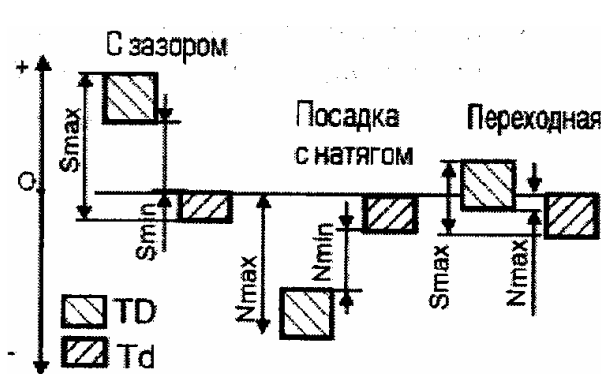 С зазором
+
Smax
О
Smin
Посадка
с натягом
Nmax
Nmin
Переходная
Smax
Nmax
TD
-
Td